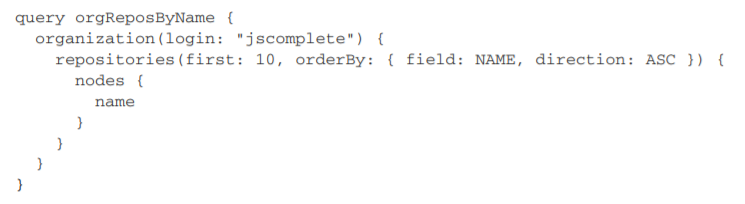 query orgReposByName {
  organization(login: "jscomplete") {
    repositories(first: 10, orderBy: { field: NAME, direction: ASC }) {
      nodes {
        name
      }
    }
  }
}